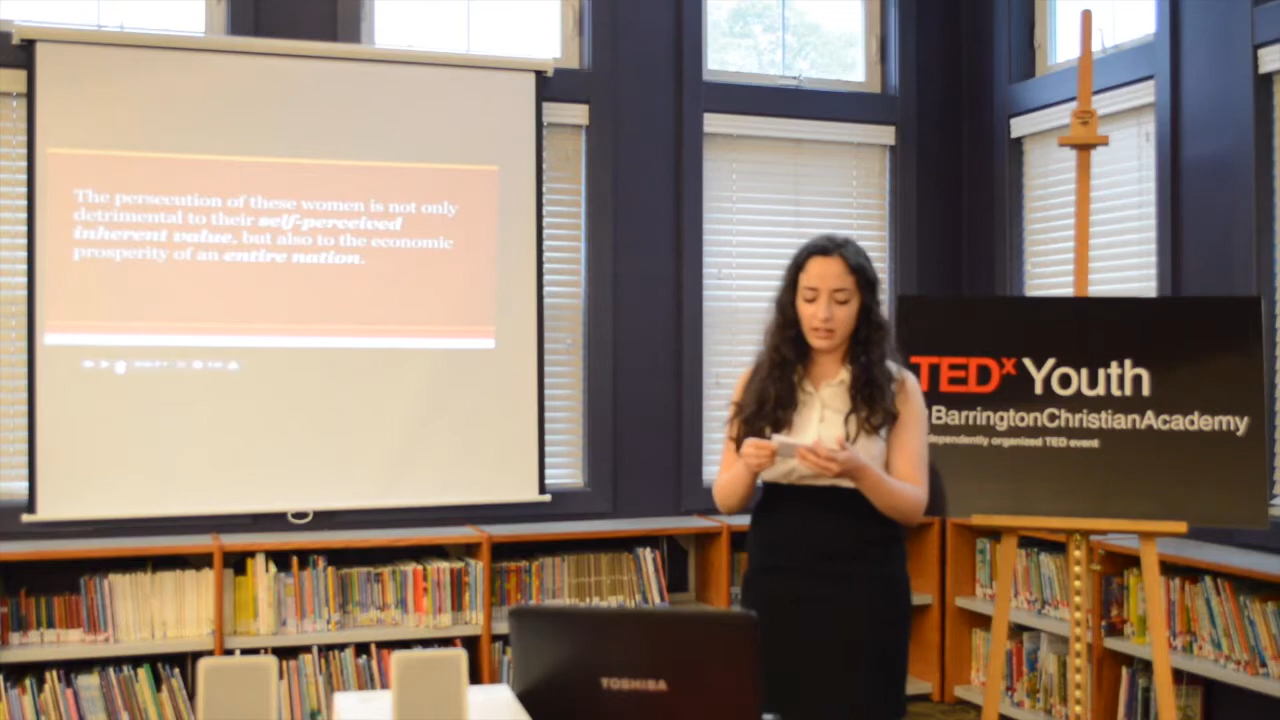 The persecution of these women is not only
detrimental to their self-perceived
inherent value, but also to the economic
prosperity of an entire nation.
TEDx Youth
BarringtonChristianAcademy
organized TED event
TOSHIBA